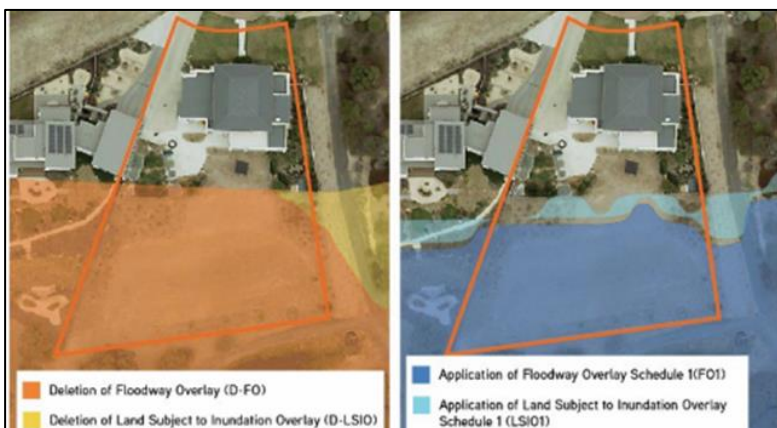 Deletion of Floodway Overlay (D-FO)
Deletion of Land Subject to Inundation Overlay (D-LSIO)
Application of Floodway Overlay Schedule 1(FO1)
Application of Land Subject to Inundation Overlay
Schedule 1 (LSIO1)